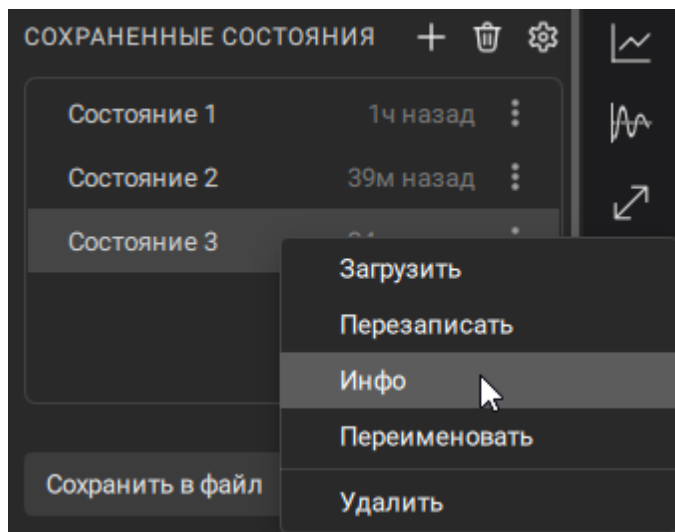 СОХРАНЕННЫЕ СОСТОЯНИЯ
Состояние 1 1ч назад
Состояние 2 39м назад
Состояние 3
Загрузить
Перезаписать
Инфо
Переименовать
Сохранить в файл
Удалить